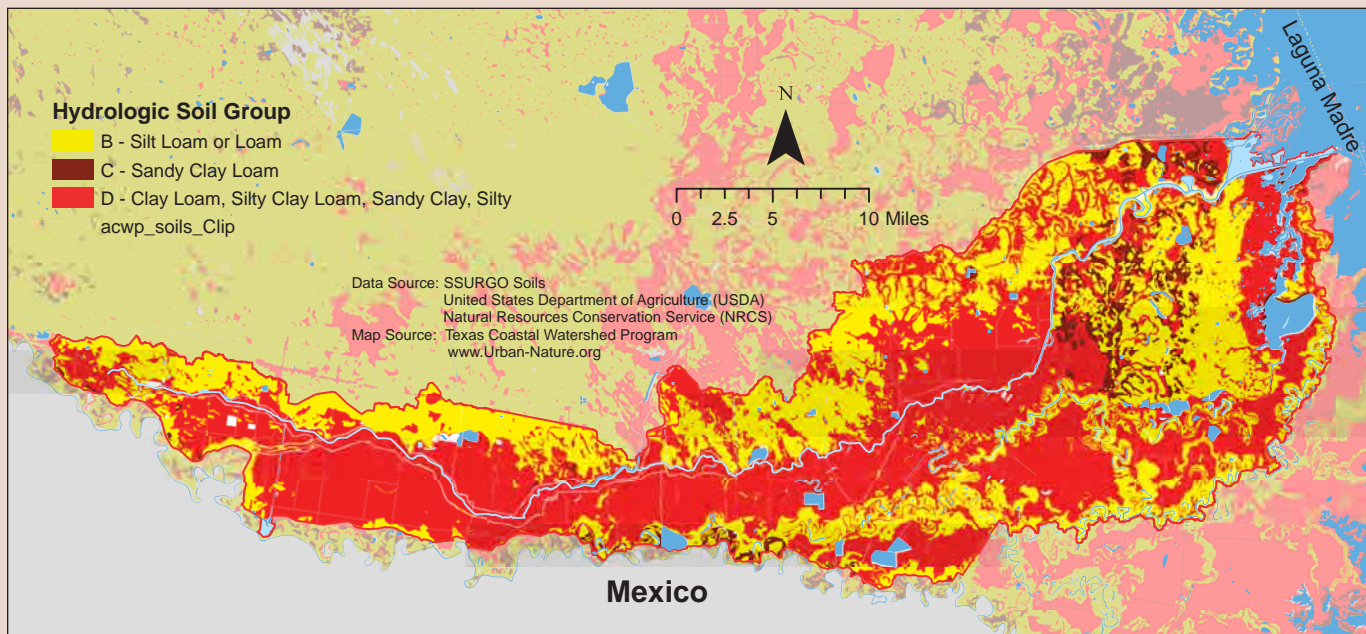 Hydrologic Soil Group
B - Silt Loam or Loam
C - Sandy Clay Loam
D - Clay Loam, Silty Clay Loam, Sandy Clay, Silty
acwp_soils_Clip
N
0 2.5 5 10 Miles
Laguna Madre
Data Source: SSURGO Soils
United States Department of Agriculture (USDA)
Natural Resources Conservation Service (NRCS)
Map Source: Texas Coastal Watershed Program
www.Urban-Nature.org
Mexico